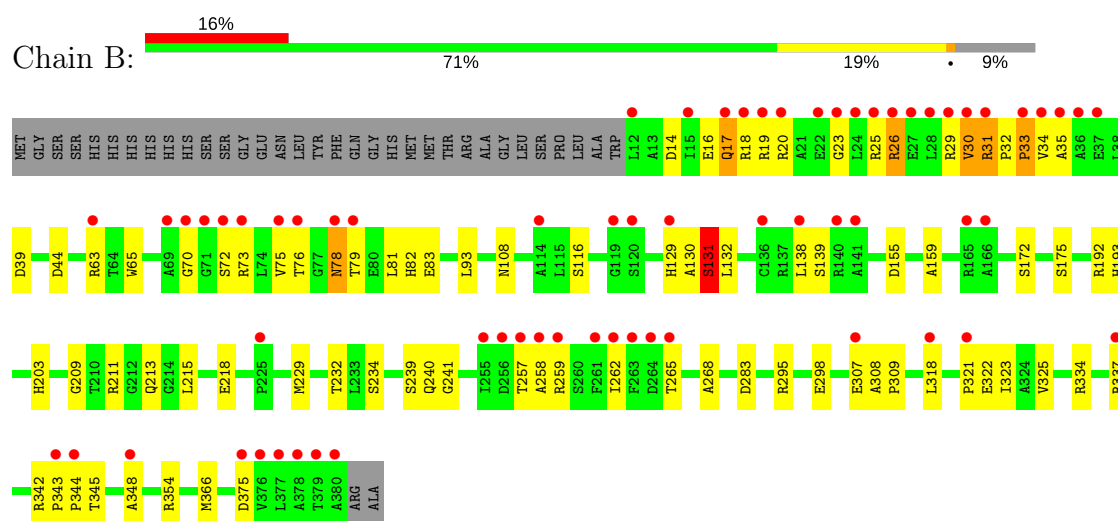 16%
Chain B:
71% 19% • 9%
MET GLY SER SER HIS HIS HIS HIS HIS HIS SER SER GLY GLU ASN LEU TYR PHE GLN GLY HIS MET MET THR ARG ALA GLY LEU SER PRO LEU ALA TRP L12 A13 D14 I15 E16 Q17 R18 R19 R20 A21 E22 G23 L24 R25 R26 E27 L28 R29 V30 R31 P32 P33 V34 A35 A36 E37 L38
D39 D44 R63 T64 W65 A69 G70 G71 S72 R73 L74 V75 T76 G77 N78 T79 E80 L81 H82 E83 L93 N108 A114 L115 S116 G119 S120 H129 A130 S131 L132 C136 R137 L138 S139 R140 A141 D155 A159 R165 A166 S172 S175 R192 H193
H203 G209 T210 R211 G212 Q213 G214 L215 E218 P225 M229 T232 L233 S234 S239 Q240 G241 I255 D256 T257 A258 R259 S260 F261 I262 F263 D264 T265 A268 D283 R295 E298 E307 A308 P309 L318 P321 E322 I323 A324 V325 R334 R337
R342 P343 P344 T345 A348 R354 M366 D375 V376 L377 A378 T379 A380 ARG ALA